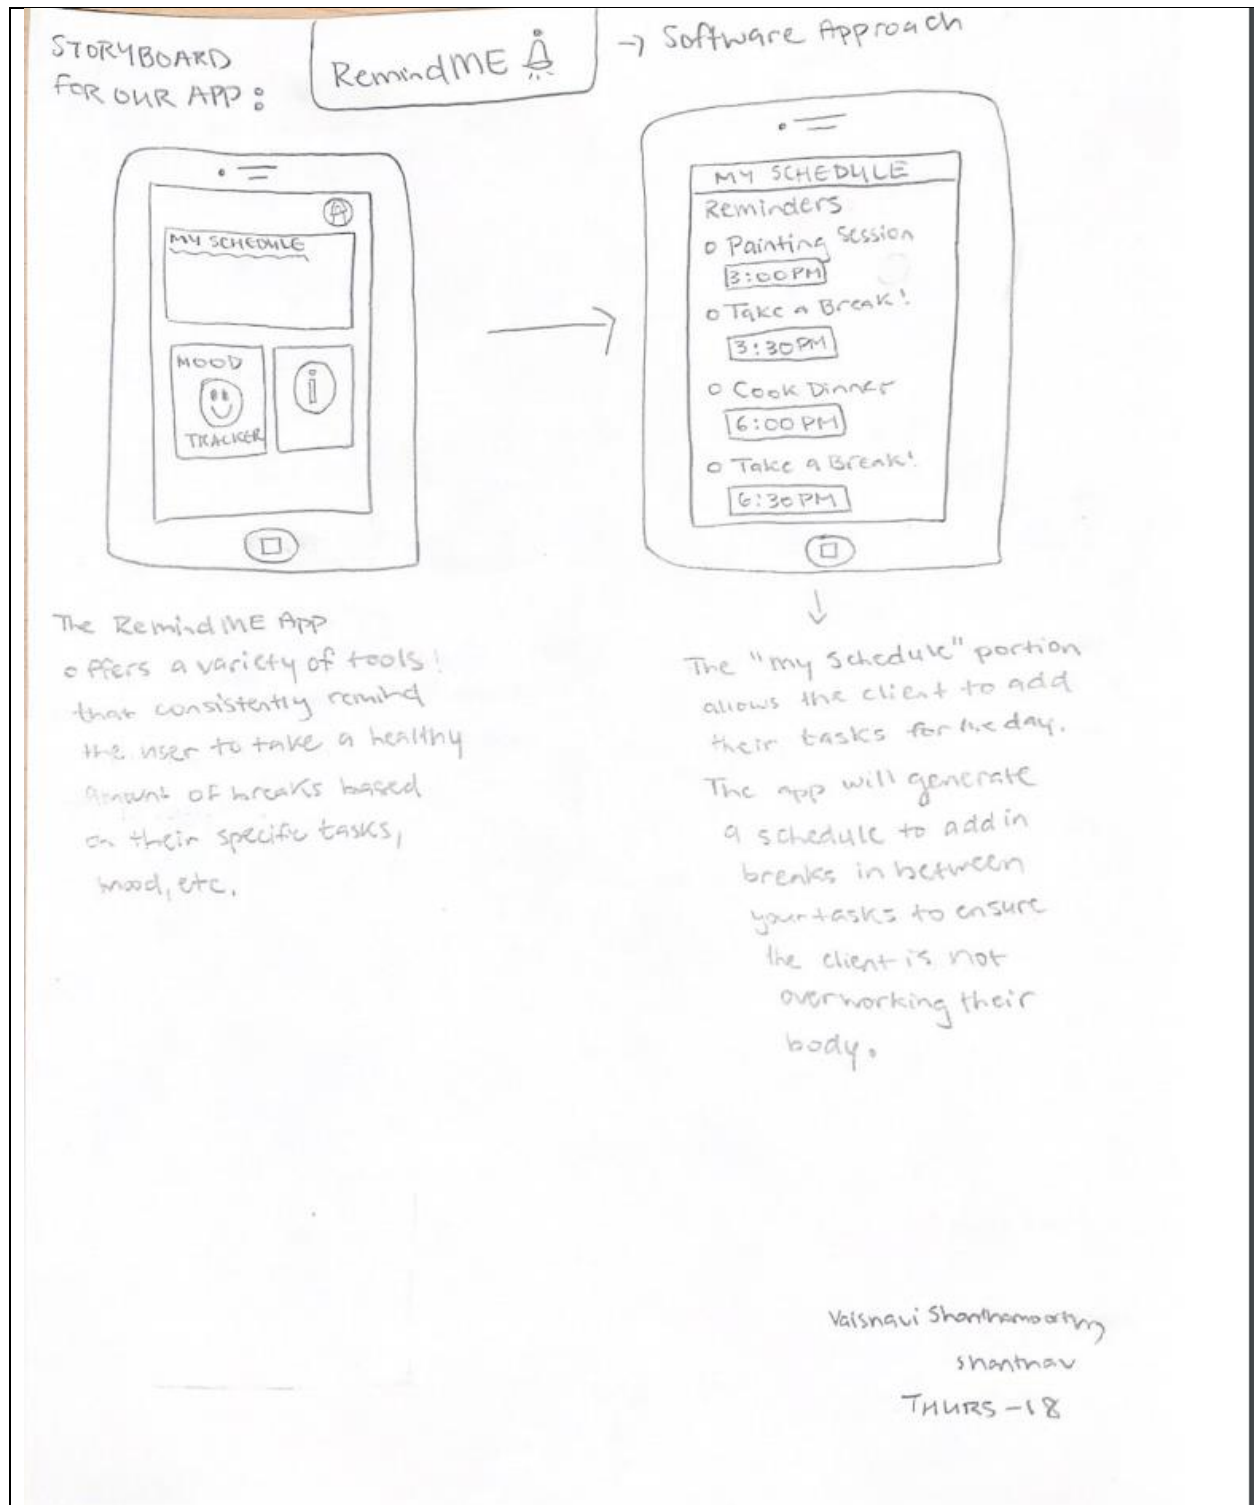 STORYBOARD
FOR OUR APP:
RemindME
→ Software Approach
MY SCHEDULE
MOOD
TRACKER
i
MY SCHEDULE
Reminders
o Painting Session
3:00PM
o Take a Break!
3:30PM
o Cook Dinner
6:00PM
o Take a Break!
6:30PM
The RemindME App
offers a variety of tools!
that consistently remind
the user to take a healthy
Amount of breaks based
on their specific tasks,
mood, etc.
The "my schedule" portion
allows the client to add
their tasks for the day.
The app will generate
a schedule to add in
breaks in between
your tasks to ensure
the client is not
overworking their
body.
Vaisnavi Shanthamoorthy
shanthav
THURS-18